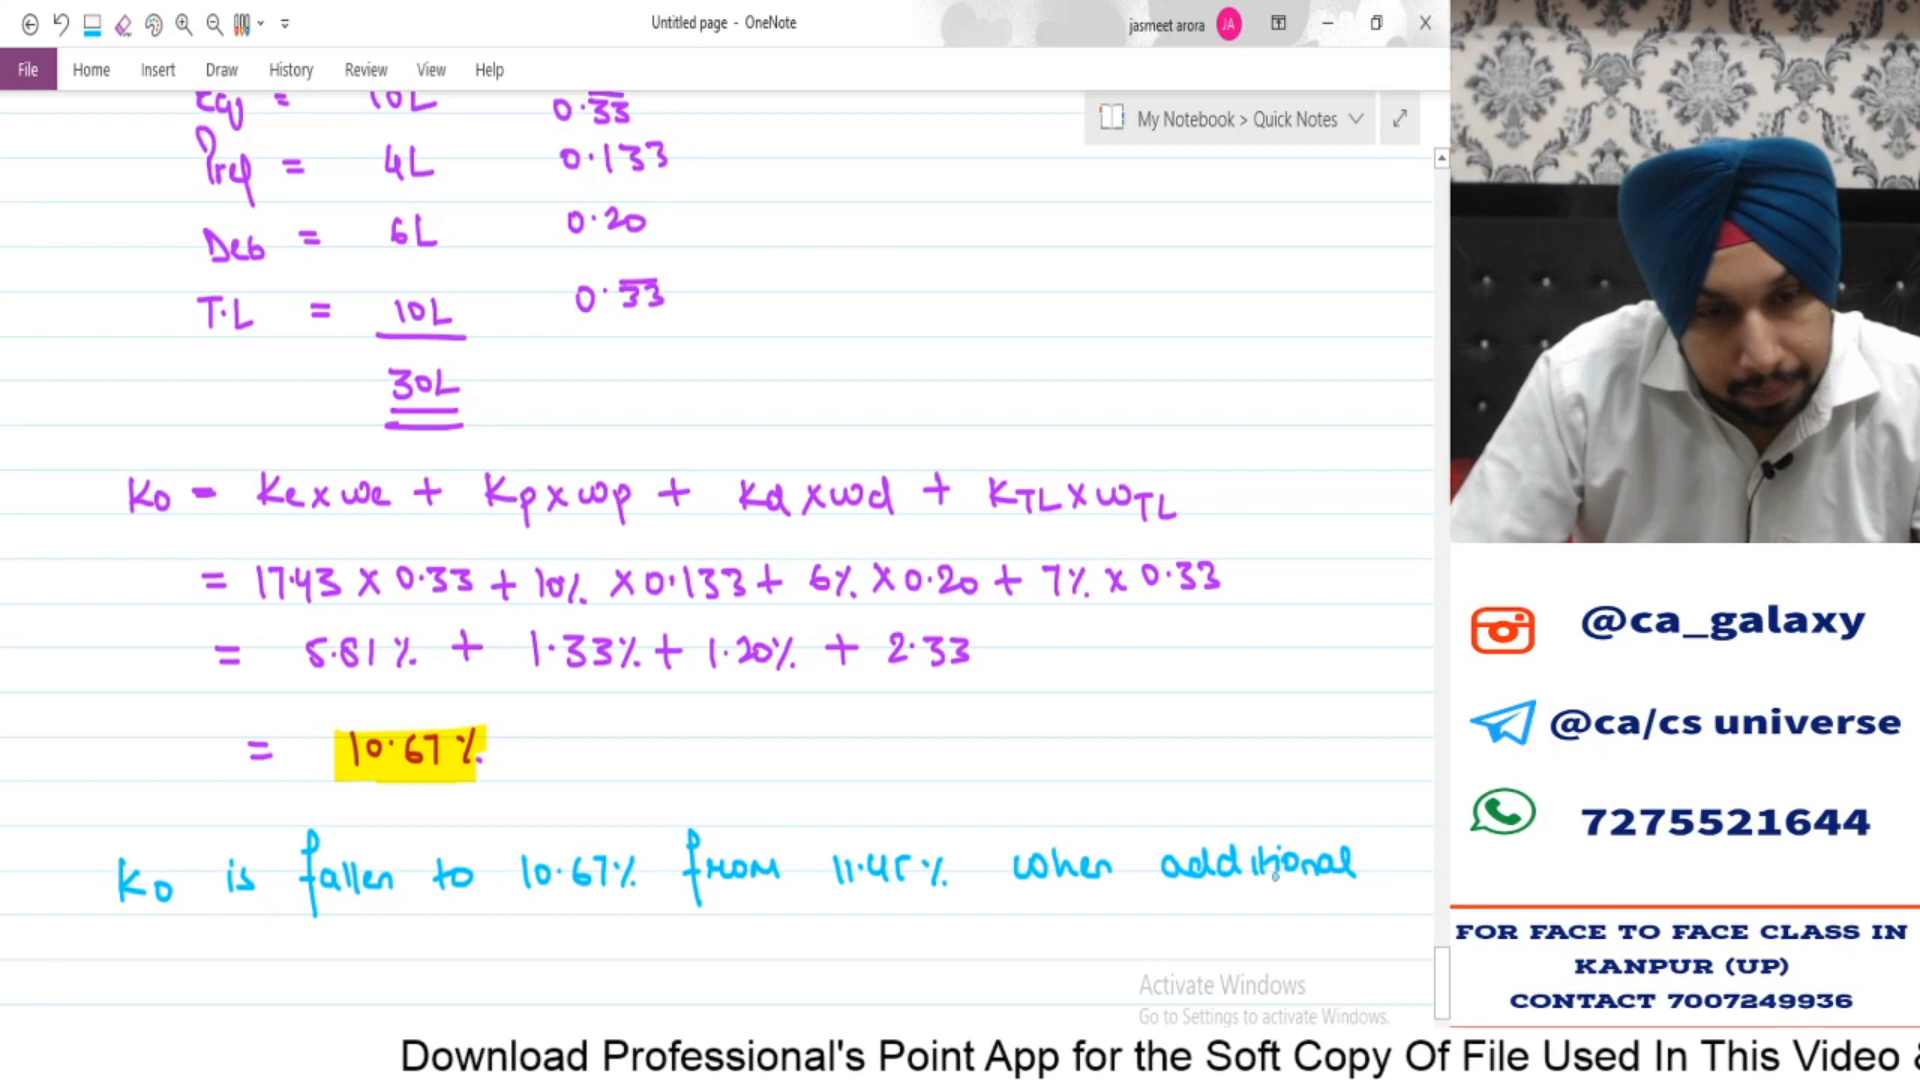 Untitled page - OneNote
jasmeet arora
JA
File Home Insert Draw History Review View Help
My Notebook > Quick Notes
Eq = 10L 0.33
Pref = 4L 0.133
Deb = 6L 0.20
T.L = 10L 0.33
30L
Ko = Ke x we + Kp x wp + Kd x wd + KTL x wTL
= 17.43 x 0.33 + 10% x 0.133 + 6% x 0.20 + 7% x 0.33
= 5.81% + 1.33% + 1.20% + 2.33
= 10.67%
Ko is fallen to 10.67% from 11.45% when additional
Activate Windows
Go to Settings to activate Windows.
@ca_galaxy
@ca/cs universe
7275521644
FOR FACE TO FACE CLASS IN
KANPUR (UP)
CONTACT 7007249936
Download Professional's Point App for the Soft Copy Of File Used In This Video &